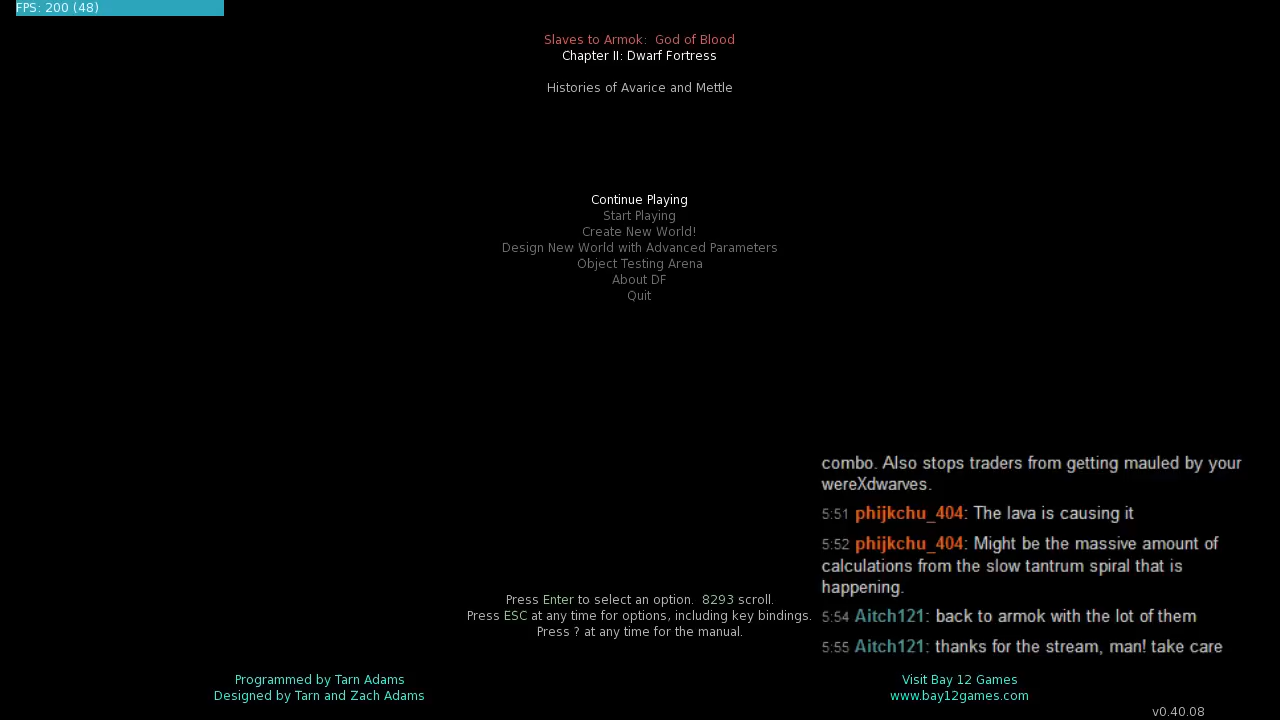 FPS: 200 (48)
Slaves to Armok:  God of Blood
Chapter II: Dwarf Fortress
Histories of Avarice and Mettle
Continue Playing
Start Playing
Create New World!
Design New World with Advanced Parameters
Object Testing Arena
About DF
Quit
combo. Also stops traders from getting mauled by your
wereXdwarves.
5:51 phijkchu_404: The lava is causing it
5:52 phijkchu_404: Might be the massive amount of
calculations from the slow tantrum spiral that is
happening.
5:54 Aitch121: back to armok with the lot of them
5:55 Aitch121: thanks for the stream, man! take care
Press Enter to select an option.  8293 scroll.
Press ESC at any time for options, including key bindings.
Press ? at any time for the manual.
Programmed by Tarn Adams
Designed by Tarn and Zach Adams
Visit Bay 12 Games
www.bay12games.com
v0.40.08